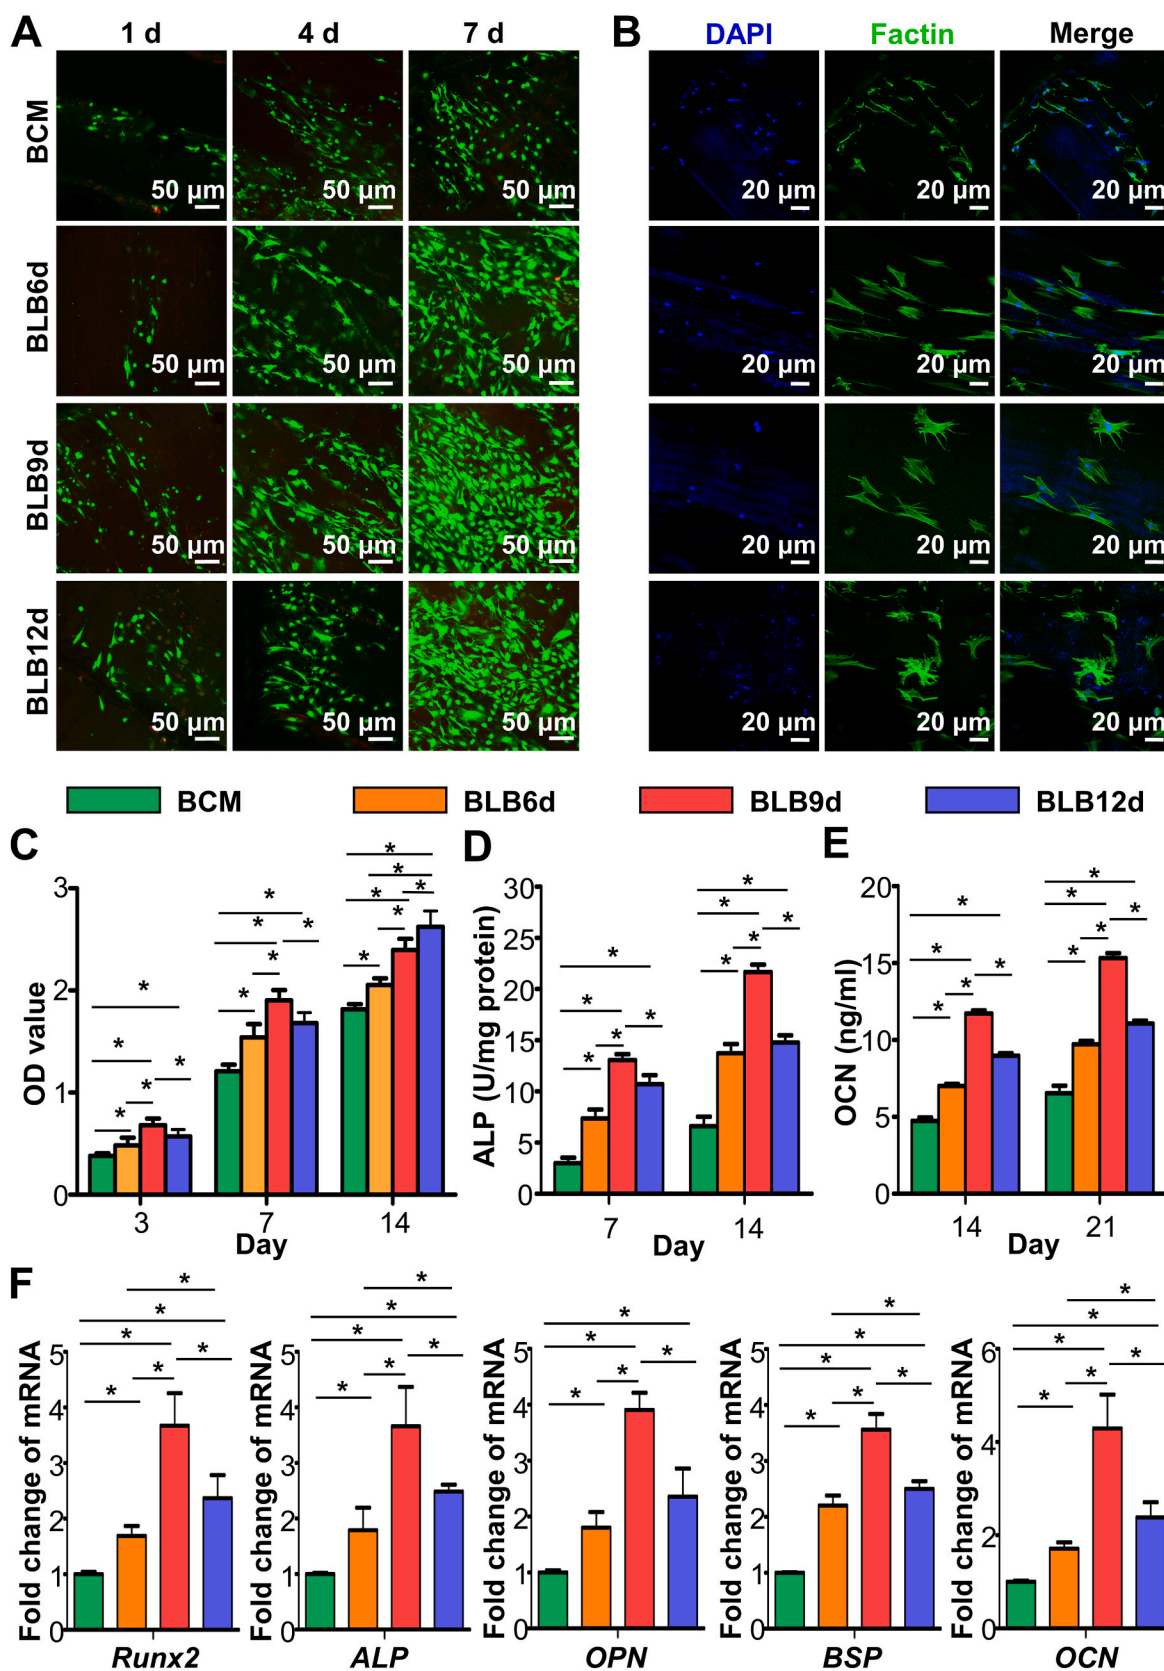 A 1 d 4 d 7 d B DAPI Factin Merge
BCM 50 µm 50 µm 50 µm 20 µm 20 µm 20 µm
BLB6d 50 µm 50 µm 50 µm 20 µm 20 µm 20 µm
BLB9d 50 µm 50 µm 50 µm 20 µm 20 µm 20 µm
BLB12d 50 µm 50 µm 50 µm 20 µm 20 µm 20 µm
BCM BLB6d BLB9d BLB12d
C
OD value
3
2
1
0
* * * * *
* * * * *
* * * * * *
3 7 14
Day
D
ALP (U/mg protein)
30
25
20
15
10
5
0
* * * * *
* * * * *
7 14
Day
E
OCN (ng/ml)
20
15
10
5
0
* * * * *
* * * * *
14 21
Day
F
Fold change of mRNA
5
4
3
2
1
0
* * * * * *
Runx2
Fold change of mRNA
5
4
3
2
1
0
* * * * * *
ALP
Fold change of mRNA
5
4
3
2
1
0
* * * * *
OPN
Fold change of mRNA
5
4
3
2
1
0
* * * * * *
BSP
Fold change of mRNA
6
4
2
0
* * * * * *
OCN